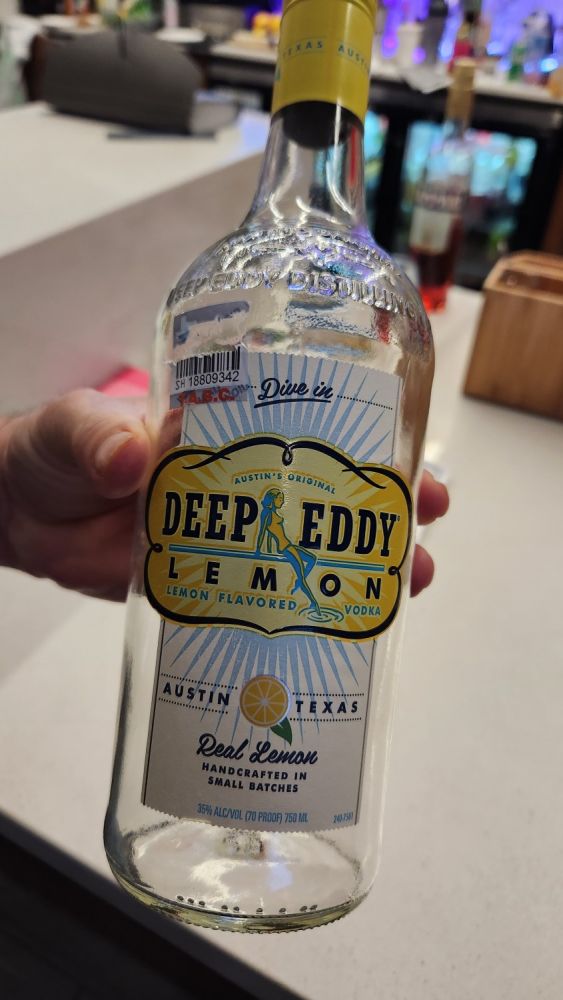 TEXAS AUSTIN
DEEP EDDY DISTILLING
SH 18809342
T.A.B.C.
Dive in
AUSTIN'S ORIGINAL
DEEP EDDY®
LEMON
LEMON FLAVORED VODKA
AUSTIN TEXAS
Real Lemon
HANDCRAFTED IN
SMALL BATCHES
35% ALC/VOL (70 PROOF) 750 ML